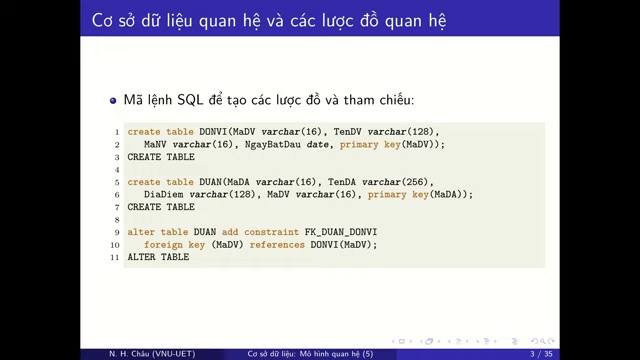 Cơ sở dữ liệu quan hệ và các lược đồ quan hệ
Mã lệnh SQL để tạo các lược đồ và tham chiếu:
1 create table DONVI(MaDV varchar(16), TenDV varchar(128),
2 MaNV varchar(16), NgayBatDau date, primary key(MaDV));
3 CREATE TABLE
4
5 create table DUAN(MaDA varchar(16), TenDA varchar(256),
6 DiaDiem varchar(128), MaDV varchar(16), primary key(MaDA));
7 CREATE TABLE
8
9 alter table DUAN add constraint FK_DUAN_DONVI
10 foreign key (MaDV) references DONVI(MaDV);
11 ALTER TABLE
N. H. Châu (VNU-UET) Cơ sở dữ liệu: Mô hình quan hệ (5) 3 / 35